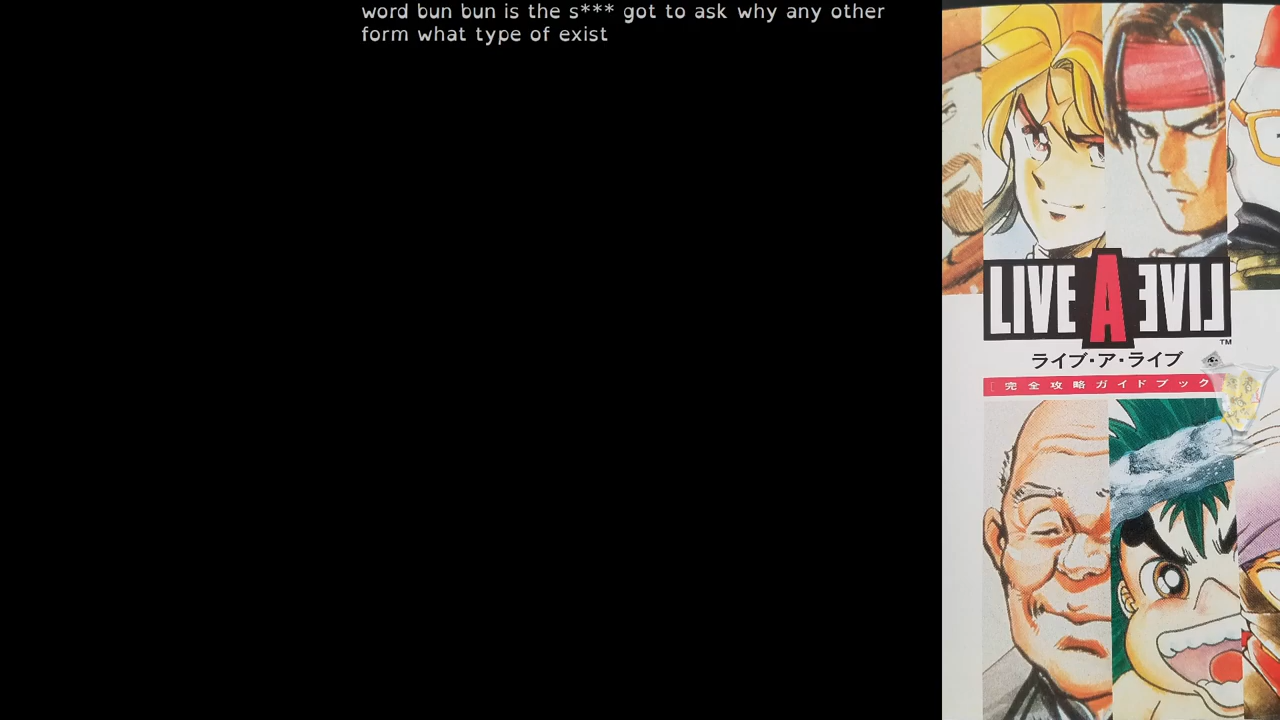 word bun bun is the s*** got to ask why any other
form what type of exist
LIVE A LIVE
TM
ライブ・ア・ライブ
[完全攻略ガイドブック